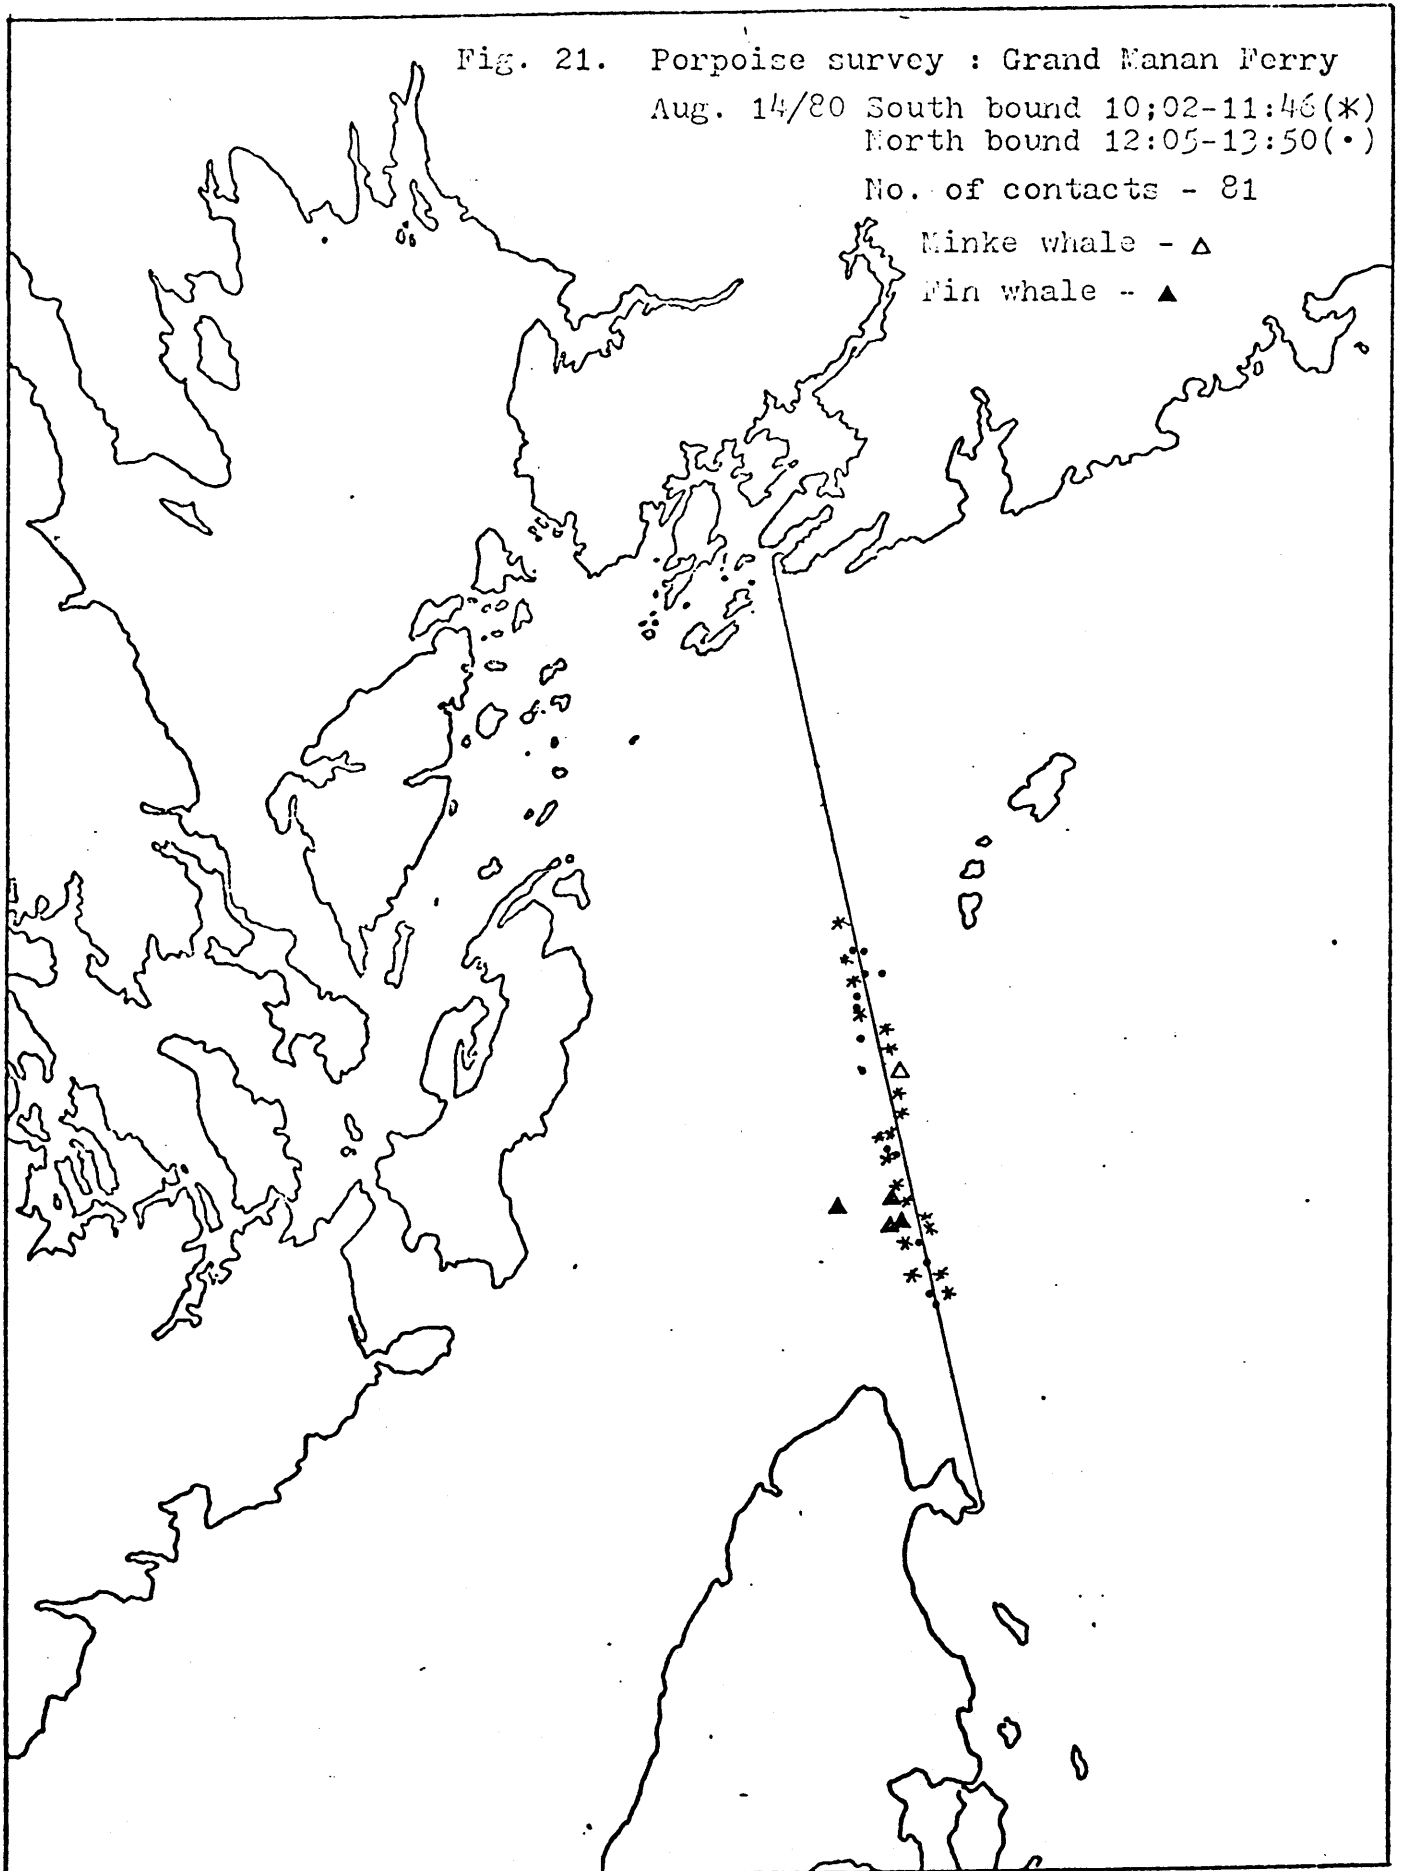 Fig. 21. Porpoise survey : Grand Manan Ferry
Aug. 14/80 South bound 10;02-11:46(*)
North bound 12:05-13:50(•)
No. of contacts - 81
Minke whale - △
Fin whale - ▲